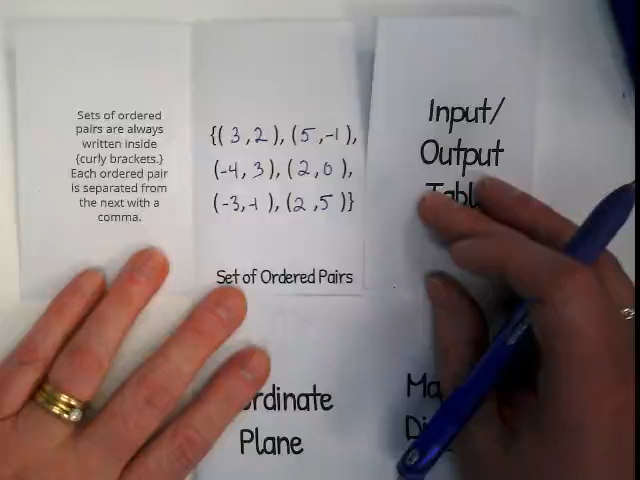 Sets of ordered
pairs are always
written inside
{curly brackets.}
Each ordered pair
is separated from
the next with a
comma.
{( 3 , 2 ), ( 5 , -1 ),
(-4 , 3 ), ( 2 , 0 ),
(-3, -1 ), ( 2 , 5 )}
Set of Ordered Pairs
Input/
Output
Plane